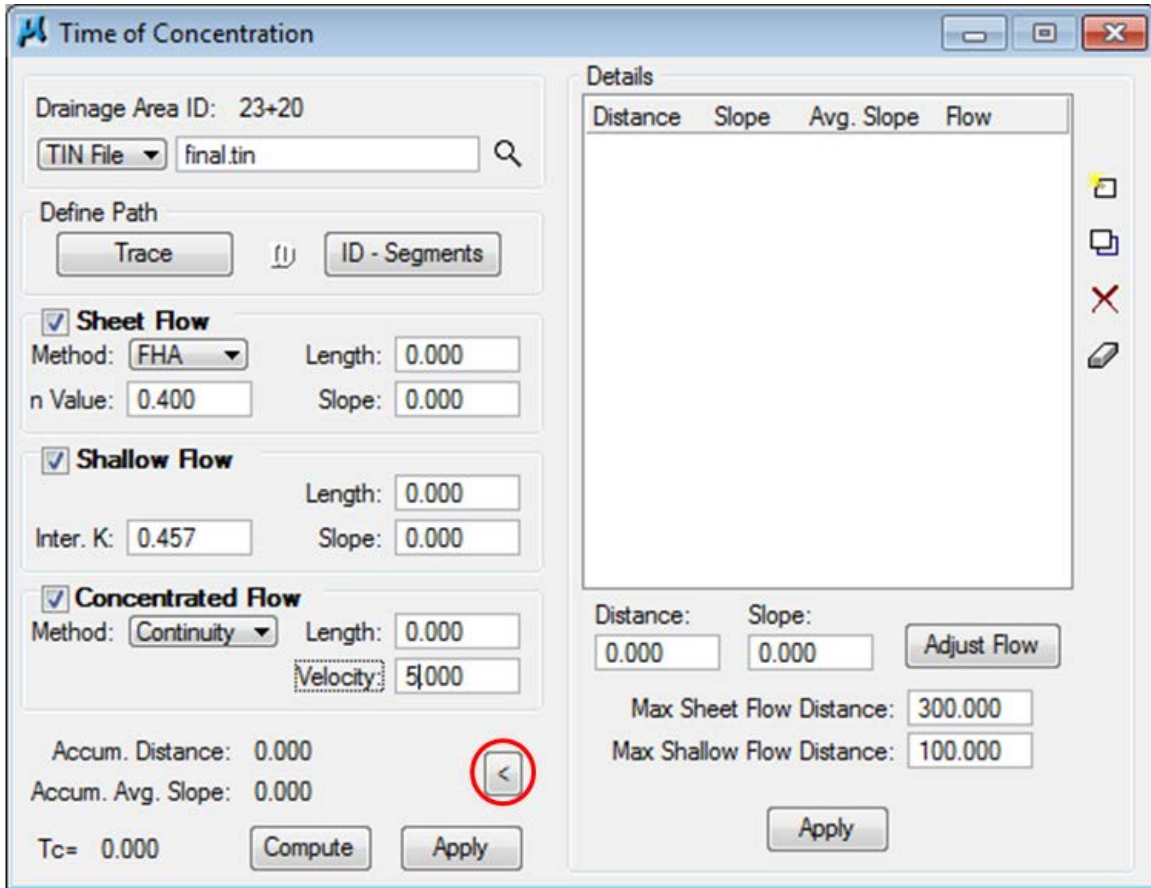 Time of Concentration
Drainage Area ID: 23+20
TIN File final.tin
Define Path
Trace ID - Segments
Sheet Flow
Method: FHA Length: 0.000
n Value: 0.400 Slope: 0.000
Shallow Flow
Length: 0.000
Inter. K: 0.457 Slope: 0.000
Concentrated Flow
Method: Continuity Length: 0.000
Velocity: 5.000
Accum. Distance: 0.000
<
Accum. Avg. Slope: 0.000
Tc= 0.000 Compute Apply
Details
Distance Slope Avg. Slope Flow
Distance: Slope:
0.000 0.000 Adjust Flow
Max Sheet Flow Distance: 300.000
Max Shallow Flow Distance: 100.000
Apply